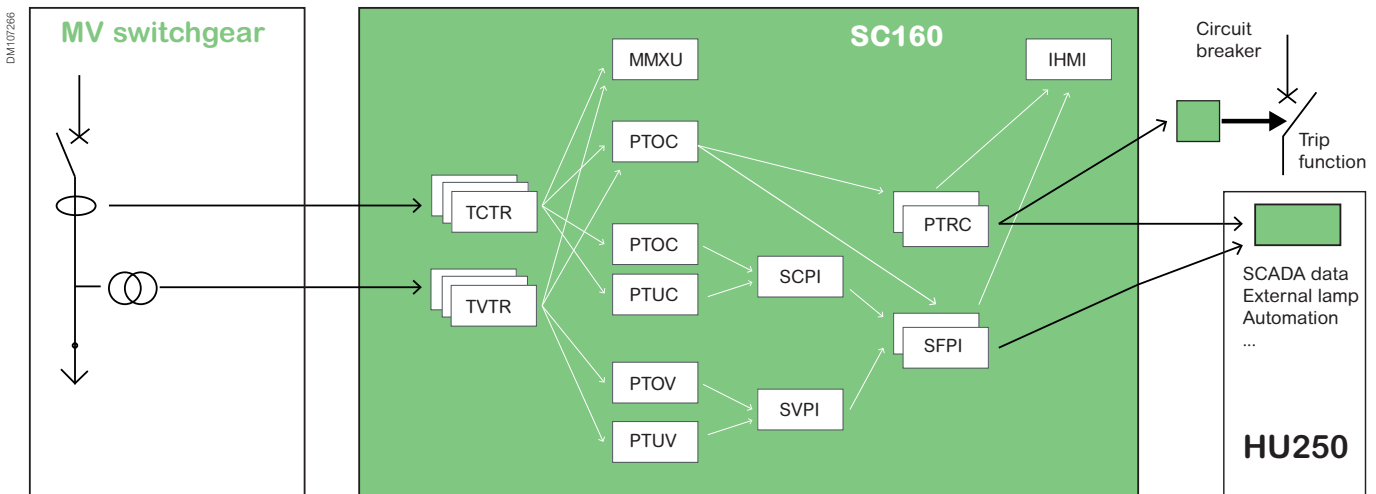 DM107266
MV switchgear
SC160
MMXU
IHMI
Circuit
breaker
PTOC
Trip
function
TCTR
PTRC
PTOC
SCPI
PTUC
TVTR
SCADA data
External lamp
Automation
...
SFPI
PTOV
SVPI
PTUV
HU250